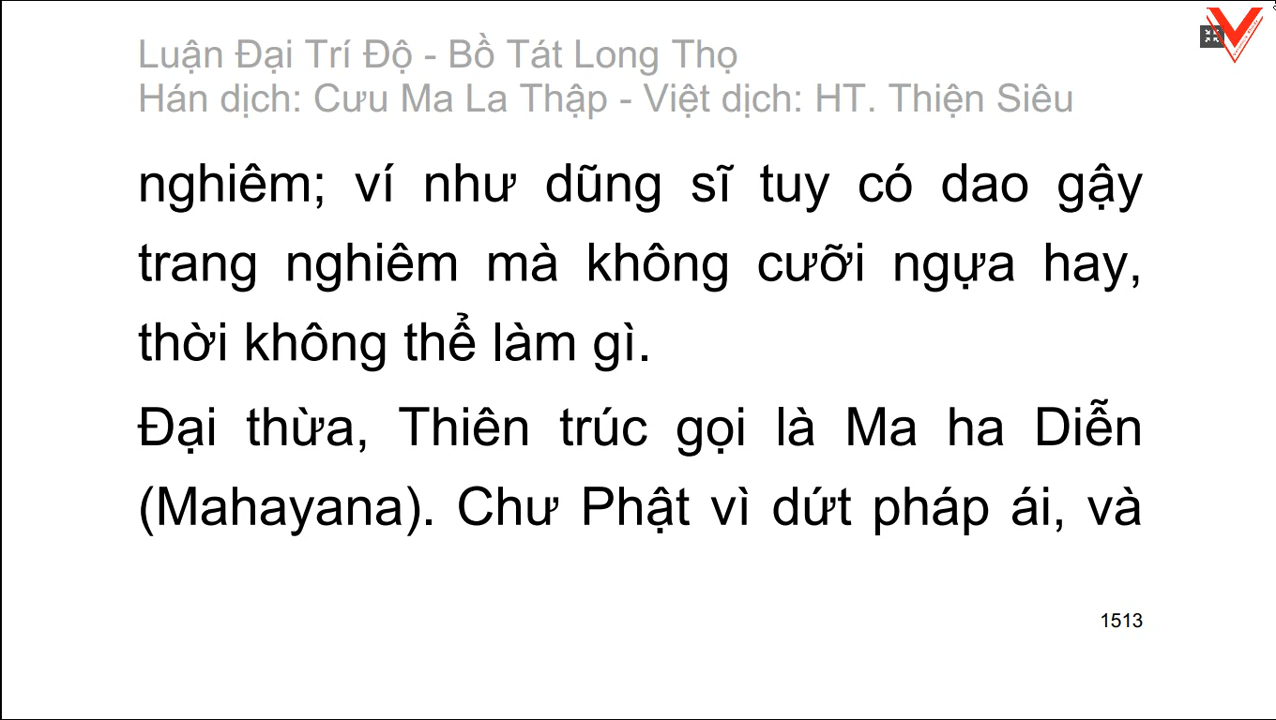 Luận Đại Trí Độ - Bồ Tát Long Thọ
Hán dịch: Cưu Ma La Thập - Việt dịch: HT. Thiện Siêu
nghiêm; ví như dũng sĩ tuy có dao gậy
trang nghiêm mà không cưỡi ngựa hay,
thời không thể làm gì.
Đại thừa, Thiên trúc gọi là Ma ha Diễn
(Mahayana). Chư Phật vì dứt pháp ái, và
1513